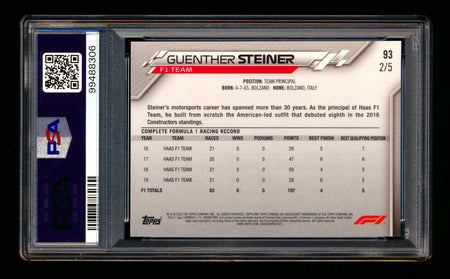 99488306
PSA
GUENTHER STEINER
F1 TEAM
93
2/5
POSITION: TEAM PRINCIPAL
BORN: 4-7-65, BOLZANO HOME: BOLZANO, ITALY
Steiner's motorsports career has spanned more than 30 years. As the principal of Haas F1
Team, he built from scratch the American-led outfit that debuted eighth in the 2016
Constructors standings.
COMPLETE FORMULA 1 RACING RECORD
YEAR TEAM RACES WINS PODIUMS POINTS BEST FINISH BEST QUALIFYING POSITION
16 HAAS F1 TEAM 21 0 0 29 5 7
17 HAAS F1 TEAM 20 0 0 47 6 6
18 HAAS F1 TEAM 21 0 0 93 4 5
19 HAAS F1 TEAM 21 0 0 28 6 5
F1 TOTALS 83 0 0 197 4 5
Topps
F1